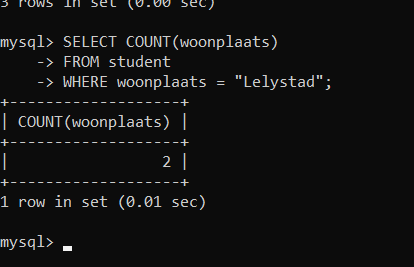 3 rows in set (0.00 sec)
mysql> SELECT COUNT(woonplaats)
    -> FROM student
    -> WHERE woonplaats = "Lelystad";
+-------------------+
| COUNT(woonplaats) |
+-------------------+
|                 2 |
+-------------------+
1 row in set (0.01 sec)
mysql> _